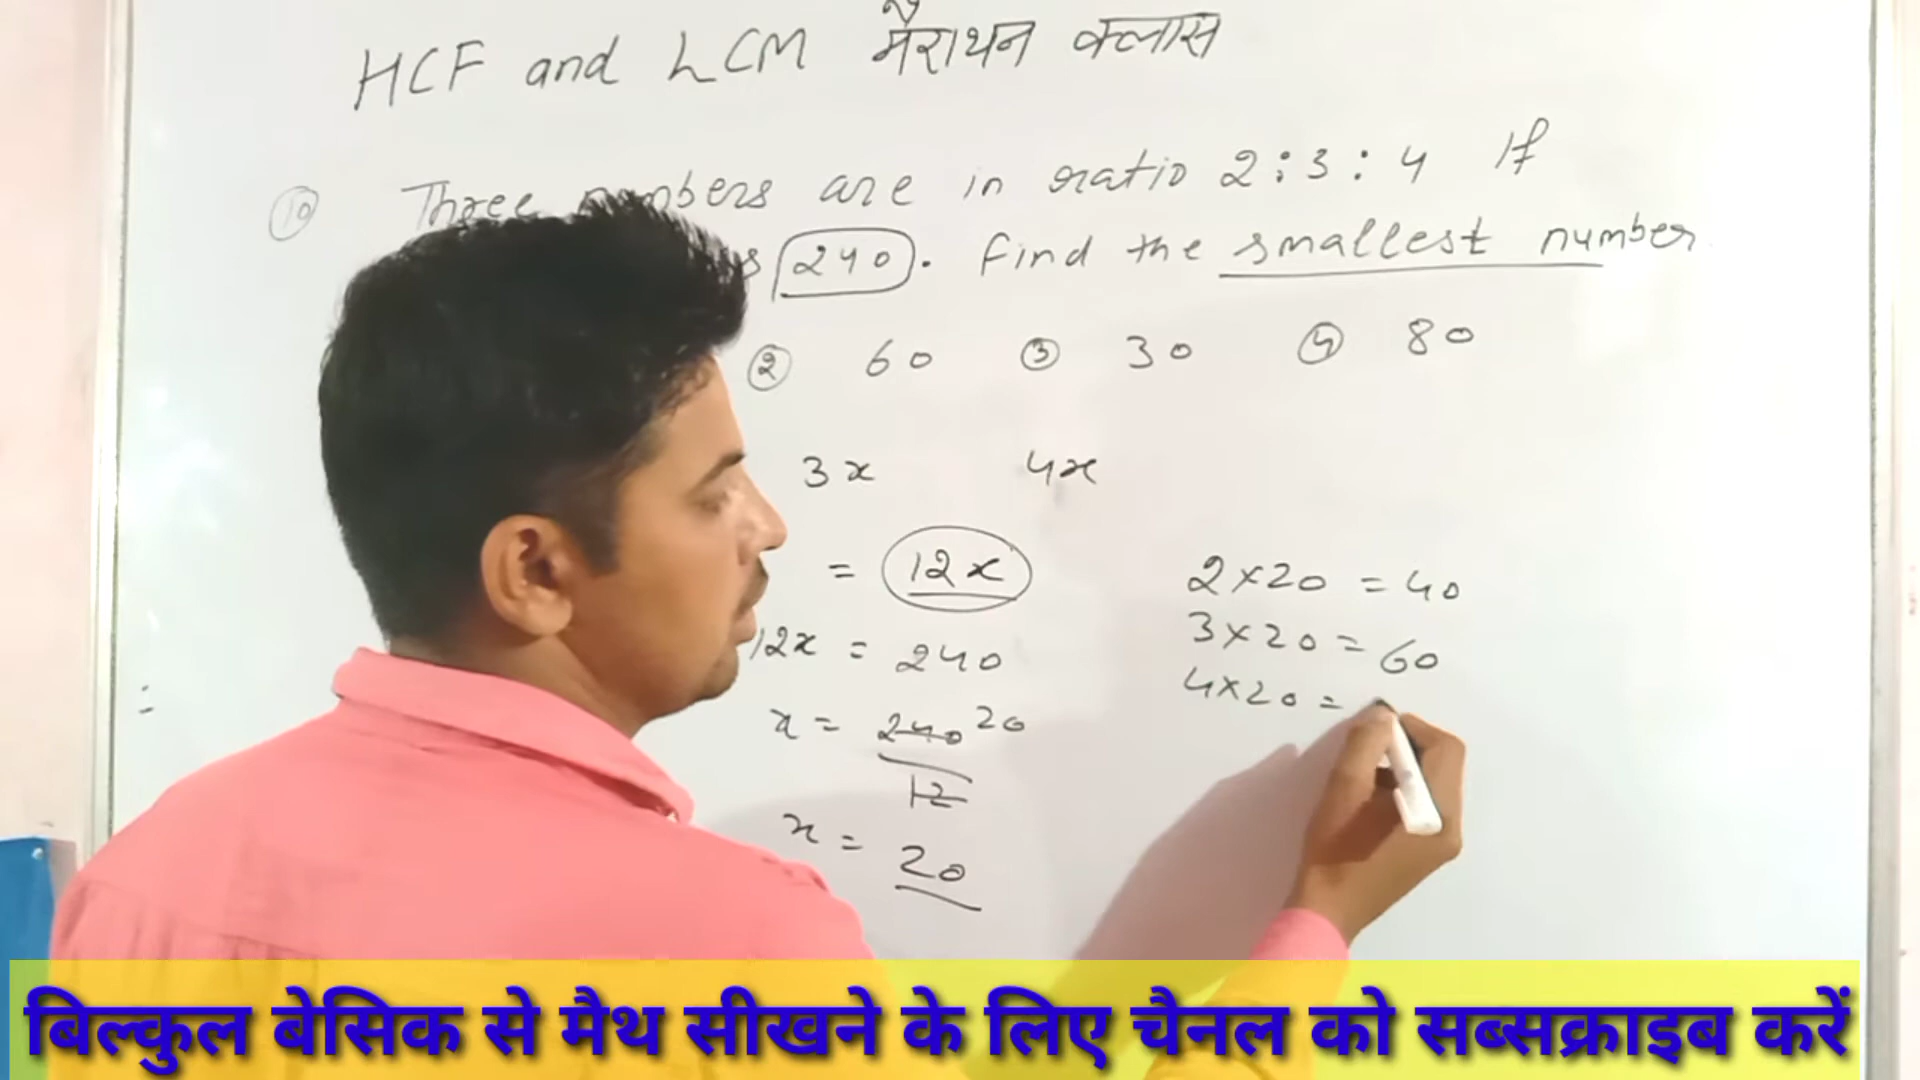 HCF and LCM मैराथन क्लास
⑩ Three numbers are in ratio 2:3:4 If
240. Find the smallest number
② 60 ③ 30 ④ 80
3x 4x
= 12x
12x = 240
x = 240 20
12
x = 20
2×20 = 40
3×20 = 60
4×20 =
बिल्कुल बेसिक से मैथ सीखने के लिए चैनल को सब्सक्राइब करें